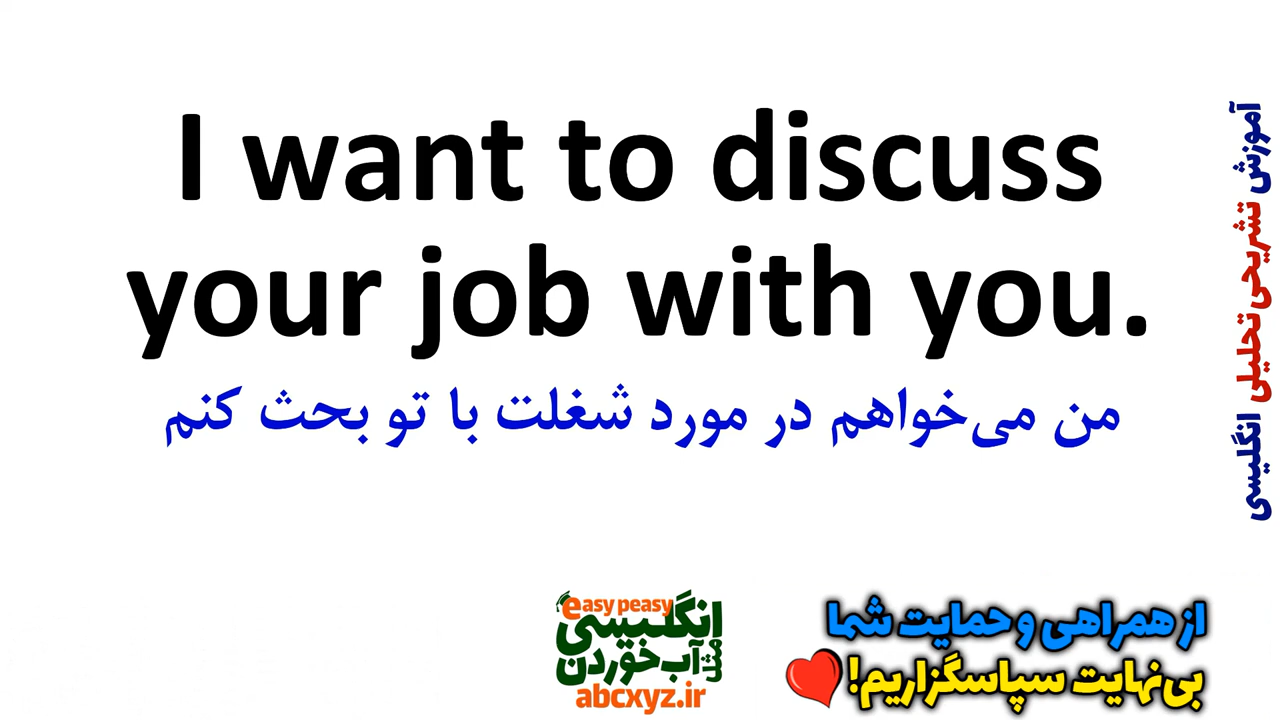 I want to discuss
your job with you.
من می‌خواهم در مورد شغلت با تو بحث کنم
آموزش تشریحی تحلیلی انگلیسی
easy peasy
انگلیسی
مثل آب خوردن
abcxyz.ir
از همراهی و حمایت شما
بی‌نهایت سپاسگزاریم!